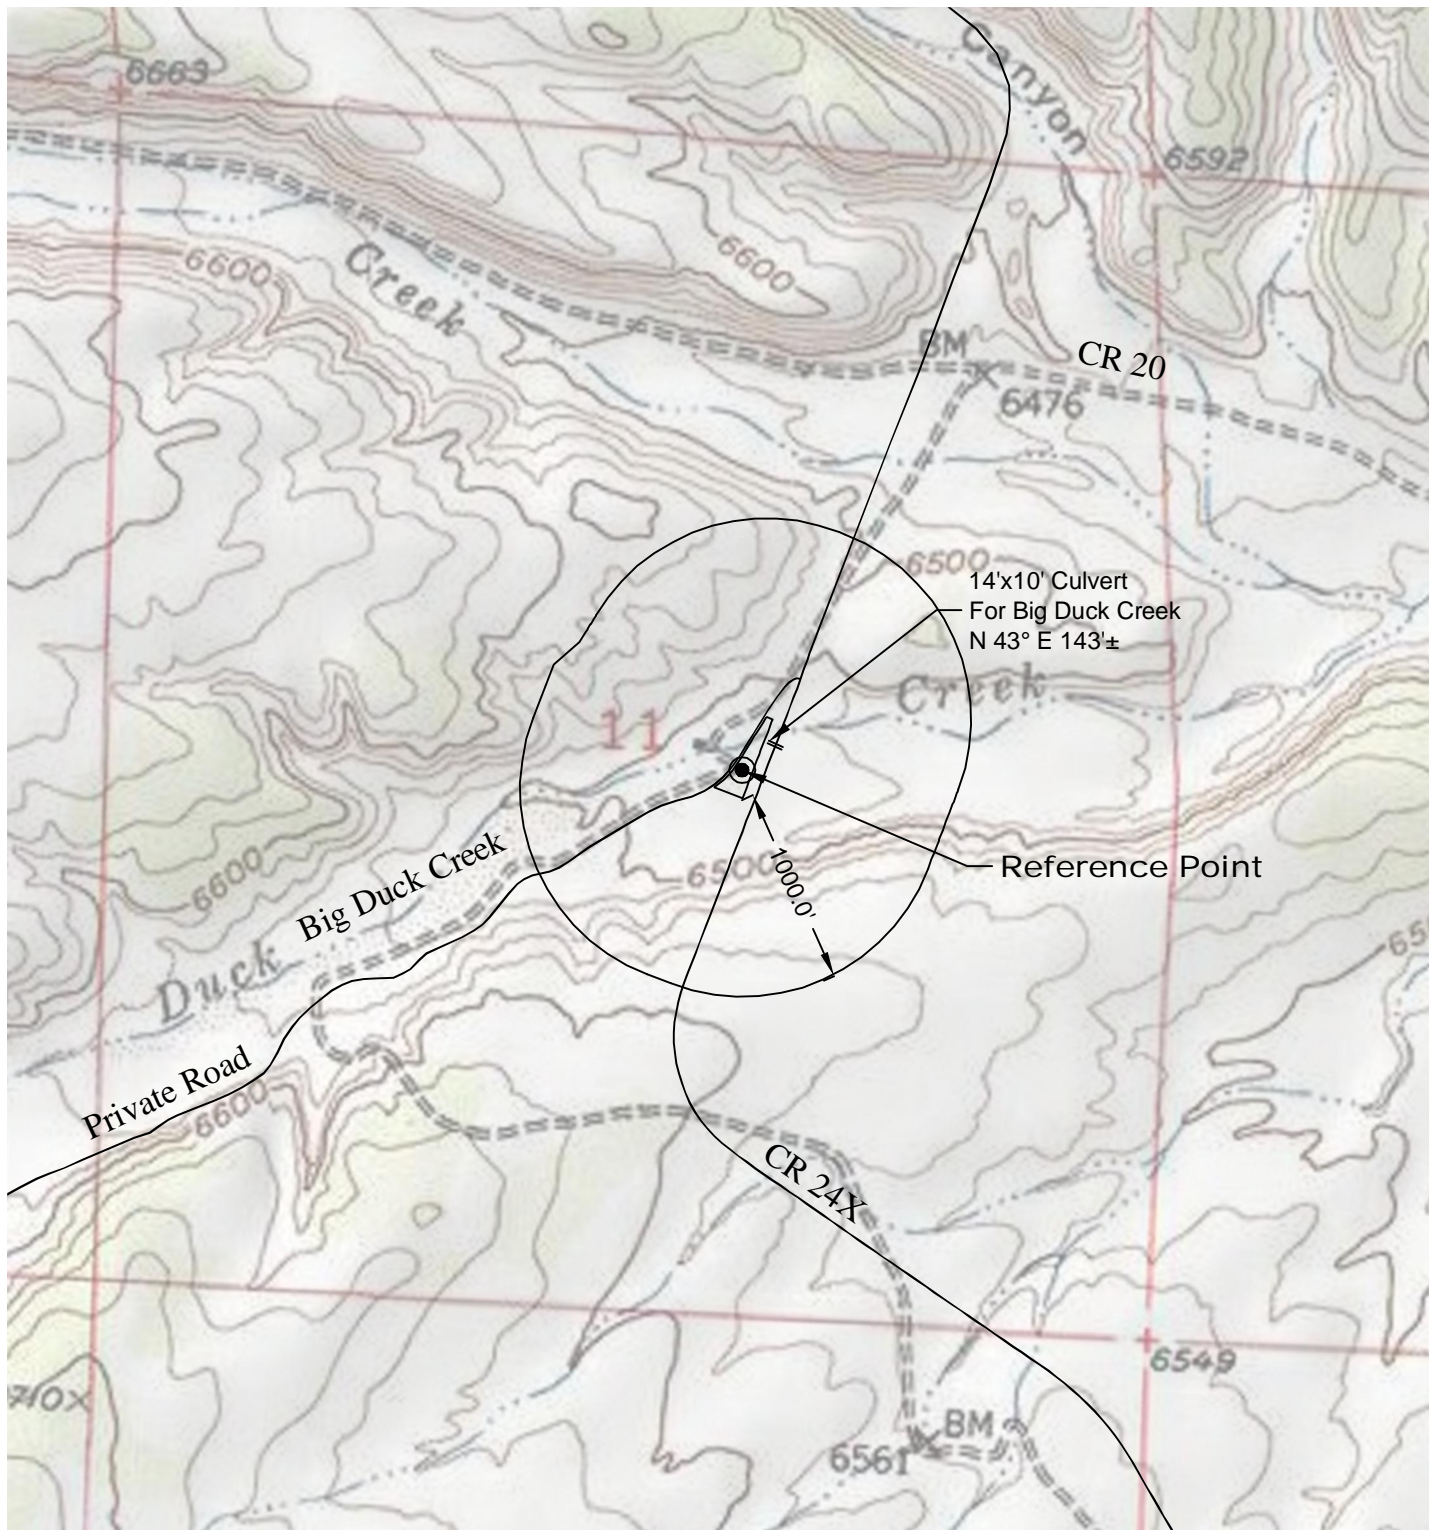 Canyon
6663
6592
6600
6600
Creek
BM
CR 20
6476
6500
14'x10' Culvert
For Big Duck Creek
N 43° E 143'±
Creek
11
6500
1000.0'
Reference Point
6600
Big Duck Creek
Duck
Private Road
6600
CR 24X
6549
BM
6561